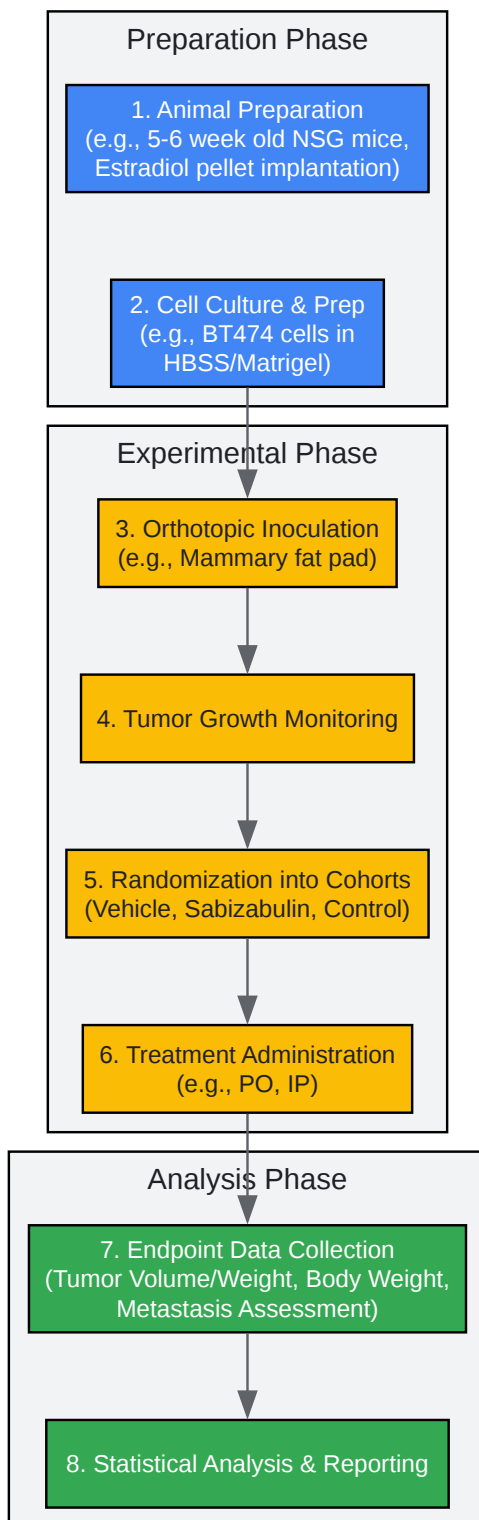 Preparation Phase
1. Animal Preparation
(e.g., 5-6 week old NSG mice,
Estradiol pellet implantation)
2. Cell Culture & Prep
(e.g., BT474 cells in
HBSS/Matrigel)
Experimental Phase
3. Orthotopic Inoculation
(e.g., Mammary fat pad)
4. Tumor Growth Monitoring
5. Randomization into Cohorts
(Vehicle, Sabizabulin, Control)
6. Treatment Administration
(e.g., PO, IP)
Analysis Phase
7. Endpoint Data Collection
(Tumor Volume/Weight, Body Weight,
Metastasis Assessment)
8. Statistical Analysis & Reporting